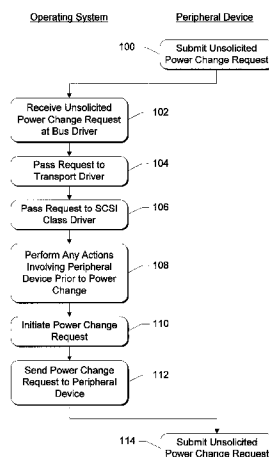 Operating System
Peripheral Device
100
Submit Unsolicited
Power Change Request
Receive Unsolicited
Power Change Request
at Bus Driver
102
Pass Request to
Transport Driver
104
Pass Request to SCSI
Class Driver
106
Perform Any Actions
Involving Peripheral
Device Prior to Power
Change
108
Initiate Power Change
Request
110
Send Power Change
Request to Peripheral
Device
112
114
Submit Unsolicited
Power Change Request